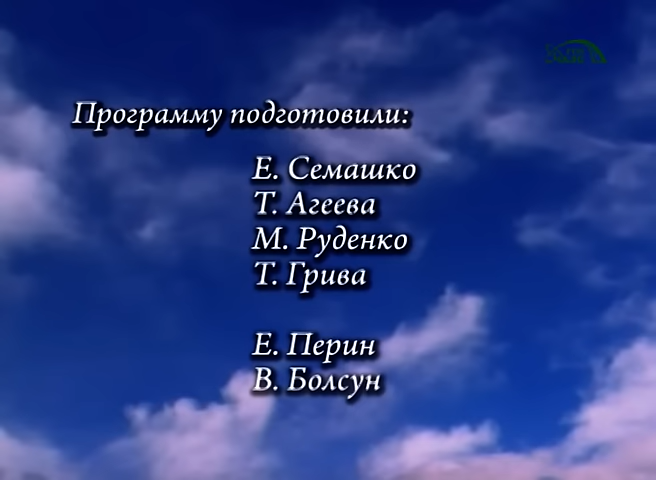 Программу подготовили:
Е. Семашко
Т. Агеева
М. Руденко
Т. Грива
Е. Перин
В. Болсун